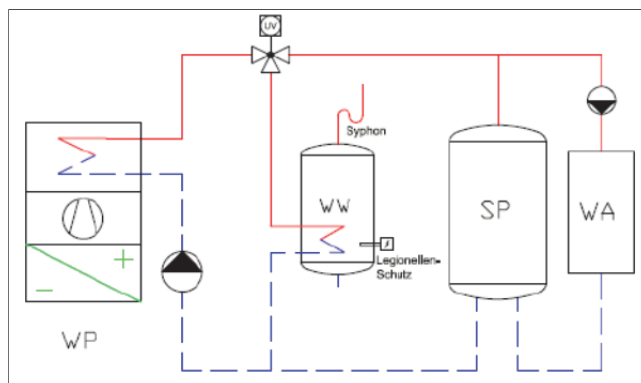 UV
Syphon
WW
SP
WA
Legionellen-
Schutz
+
−
WP